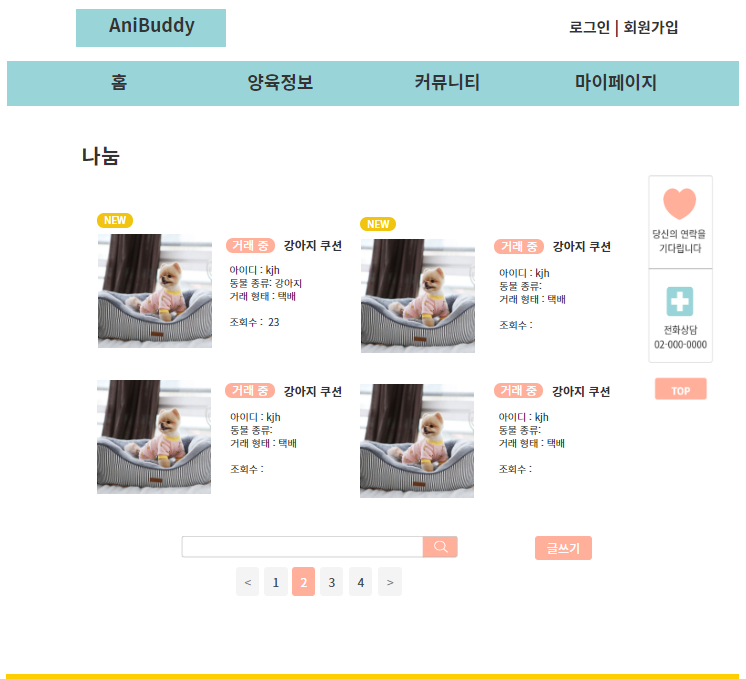 AniBuddy
로그인 | 회원가입
홈 양육정보 커뮤니티 마이페이지
나눔
NEW
거래 중 강아지 쿠션
아이디 : kjh
동물 종류: 강아지
거래 형태 : 택배
조회수 : 23
NEW
거래 중 강아지 쿠션
아이디 : kjh
동물 종류:
거래 형태 : 택배
조회수 :
당신의 연락을
기다립니다
전화상담
02-000-0000
TOP
거래 중 강아지 쿠션
아이디 : kjh
동물 종류:
거래 형태 : 택배
조회수 :
거래 중 강아지 쿠션
아이디 : kjh
동물 종류:
거래 형태 : 택배
조회수 :
글쓰기
< 1 2 3 4 >